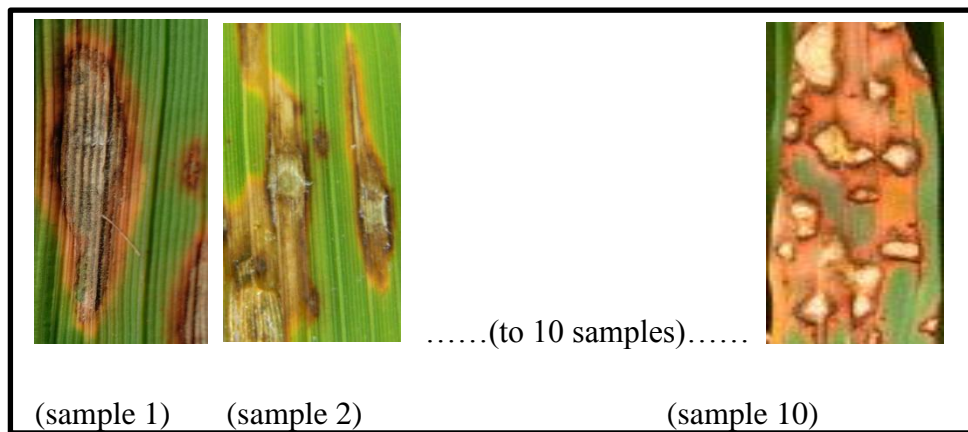 ……(to 10 samples)……
(sample 1) (sample 2) (sample 10)